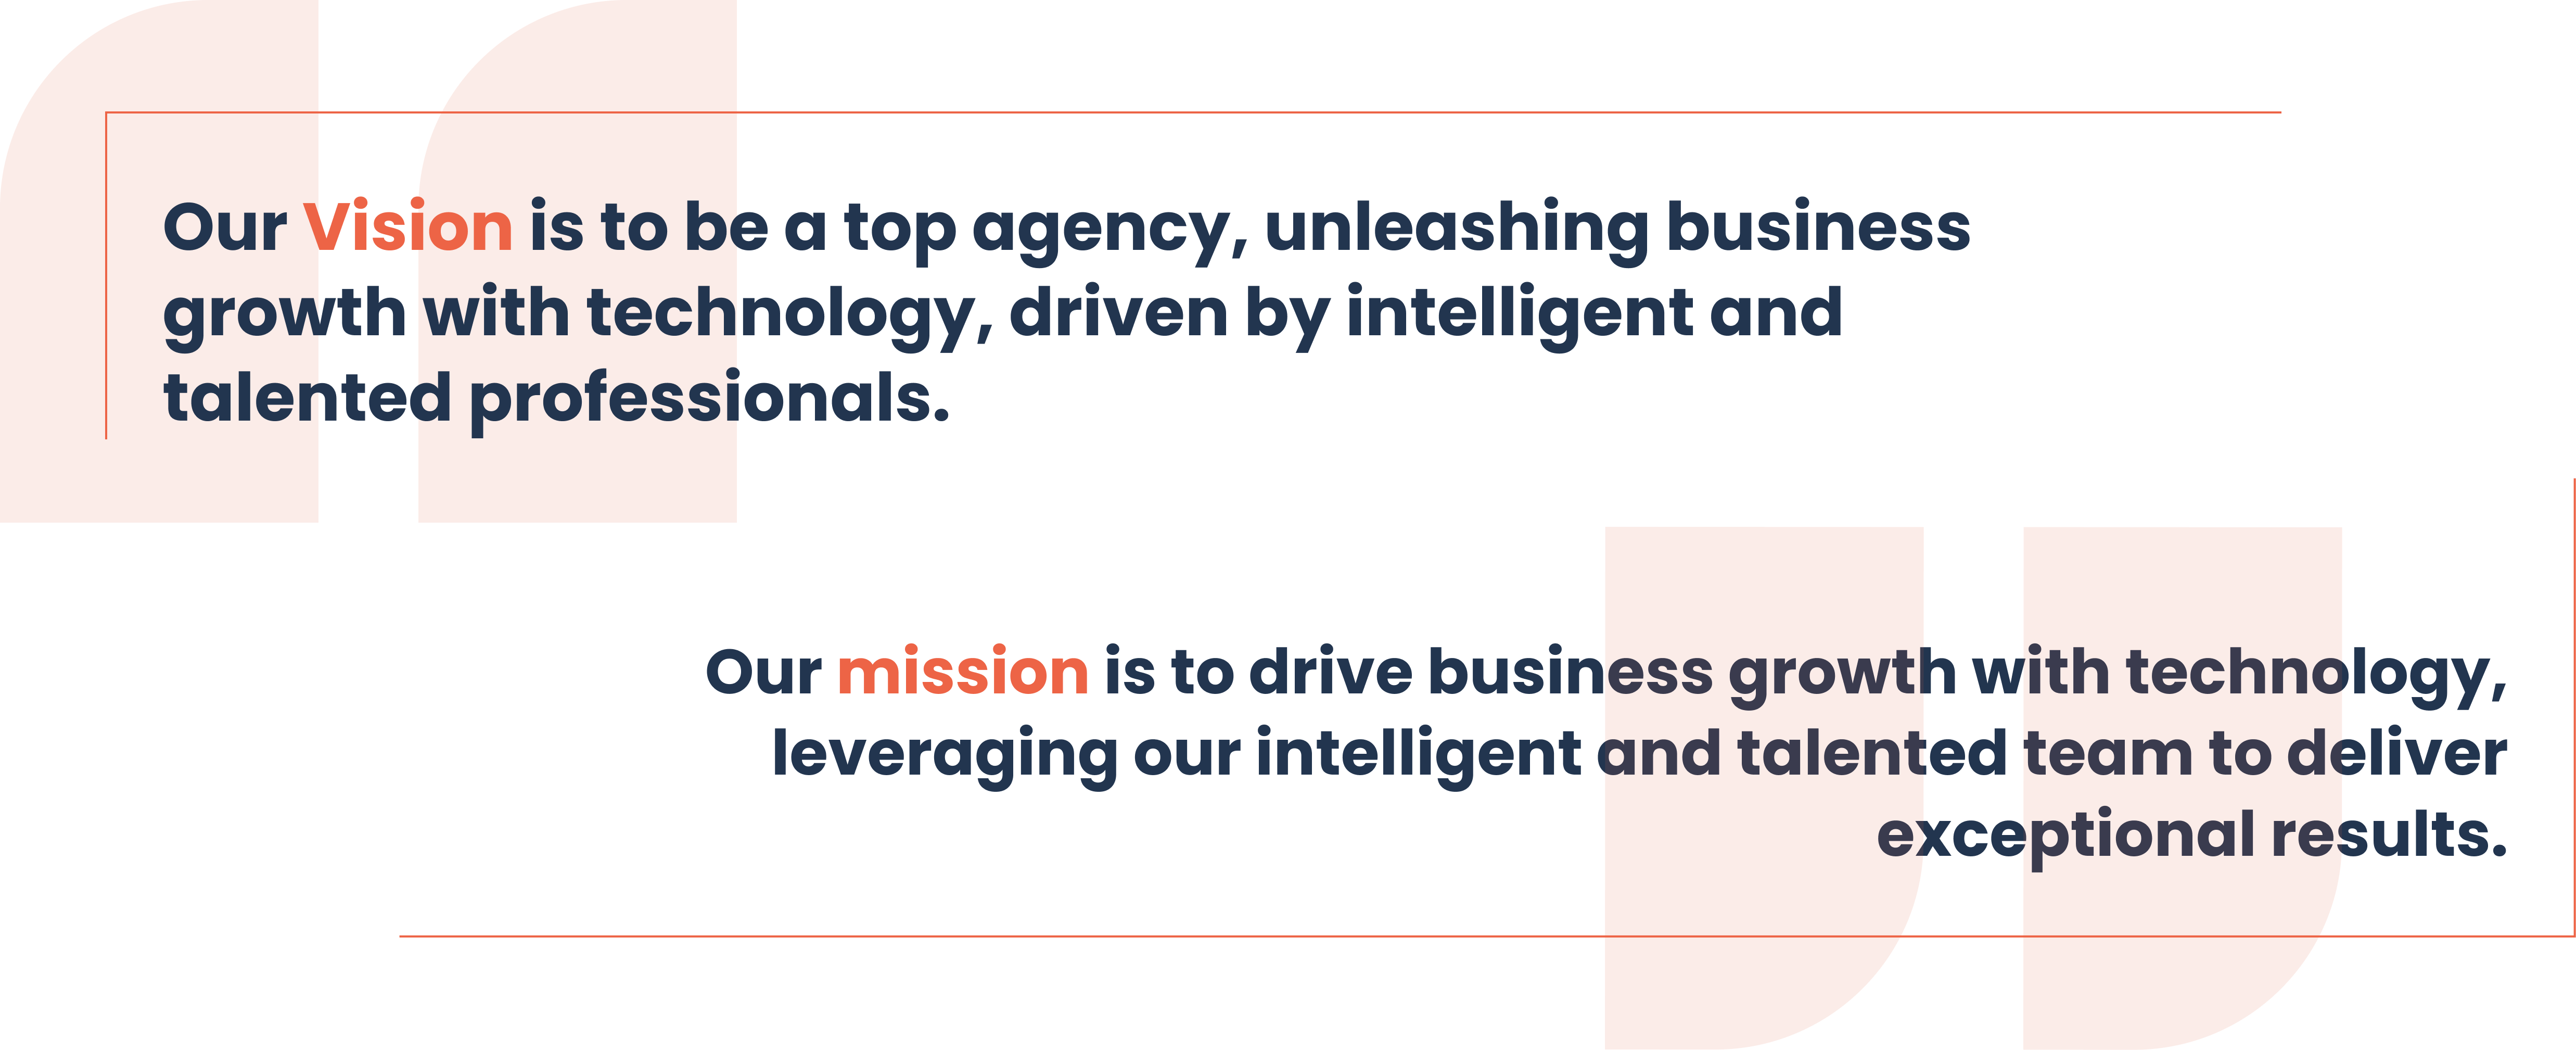 Our Vision is to be a top agency, unleashing business
growth with technology, driven by intelligent and
talented professionals.
Our mission is to drive business growth with technology,
leveraging our intelligent and talented team to deliver
exceptional results.